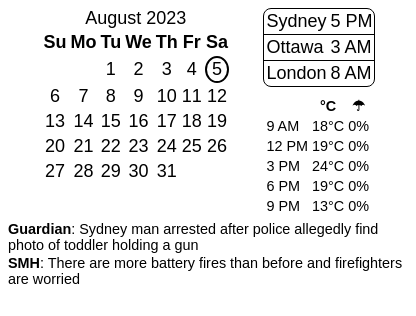 August 2023
Su Mo Tu We Th Fr Sa
1 2 3 4 5
6 7 8 9 10 11 12
13 14 15 16 17 18 19
20 21 22 23 24 25 26
27 28 29 30 31
Sydney 5 PM
Ottawa 3 AM
London 8 AM
°C ☂
9 AM 18°C 0%
12 PM 19°C 0%
3 PM 24°C 0%
6 PM 19°C 0%
9 PM 13°C 0%
Guardian: Sydney man arrested after police allegedly find
photo of toddler holding a gun
SMH: There are more battery fires than before and firefighters
are worried